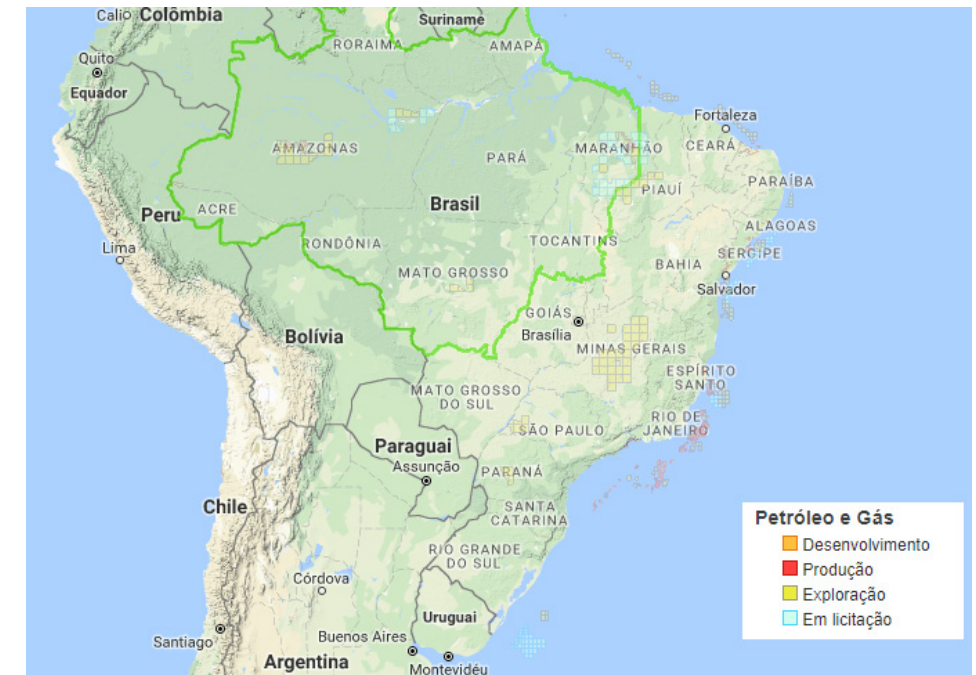 Calio
Colômbia
Suriname
RORAIMA
AMAPÁ
Quito
Equador
Fortaleza
AMAZONAS
PARÁ
MARANHÃO
CEARÁ
PIAUÍ
PARAÍBA
Peru
ACRE
Brasil
ALAGOAS
Lima
RONDÔNIA
TOCANTINS
SERGIPE
MATO GROSSO
BAHIA
Salvador
GOIÁS
Brasília
Bolívia
MINAS GERAIS
ESPÍRITO
SANTO
MATO GROSSO
DO SUL
RIO DE
JANEIRO
SÃO PAULO
Paraguai
Assunção
PARANÁ
Chile
SANTA
CATARINA
RIO GRANDE
DO SUL
Córdova
Uruguai
Santiago
Buenos Aires
Argentina
Montevidéu
Petróleo e Gás
Desenvolvimento
Produção
Exploração
Em licitação